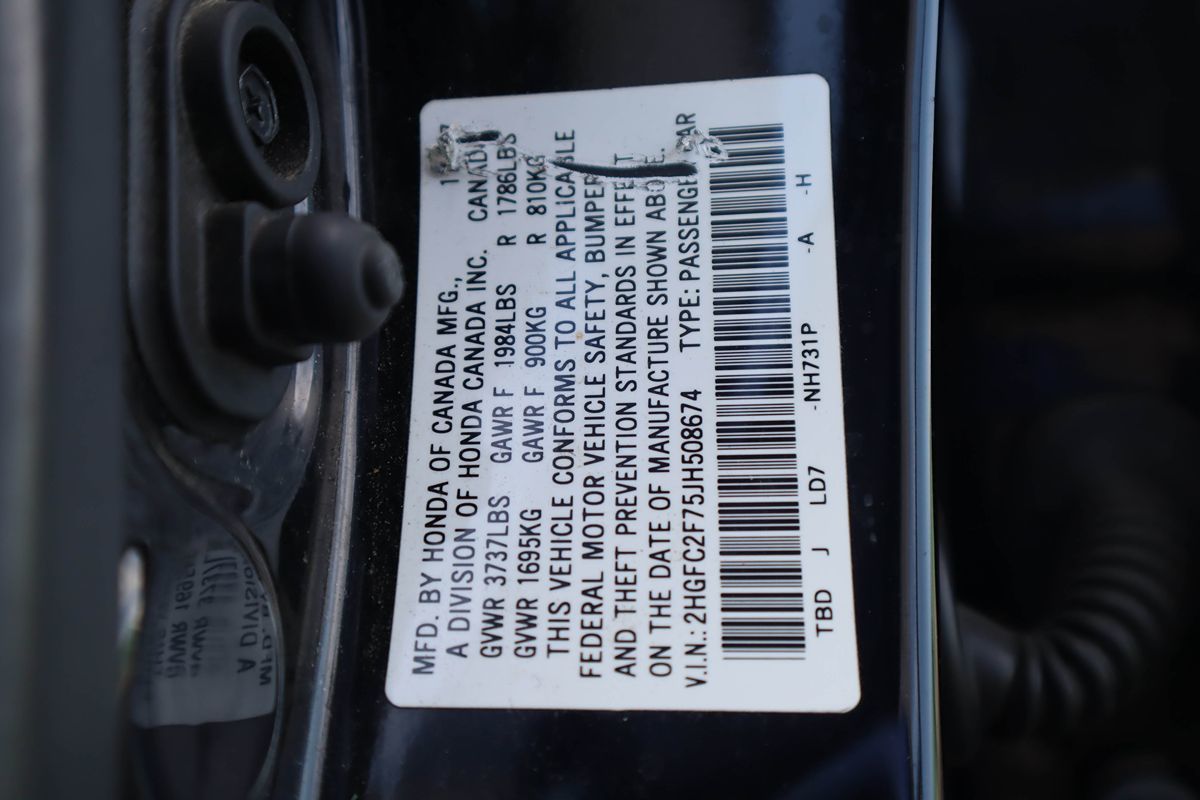 MFD. BY HONDA OF CANADA MFG.,
A DIVISION OF HONDA CANADA INC. CANADA
GVWR 3737LBS GAWR F 1984LBS R 1786LBS
GVWR 1695KG GAWR F 900KG R 810KG
THIS VEHICLE CONFORMS TO ALL APPLICABLE
FEDERAL MOTOR VEHICLE SAFETY, BUMPER
AND THEFT PREVENTION STANDARDS IN EFFECT
ON THE DATE OF MANUFACTURE SHOWN ABOVE.
V.I.N.: 2HGFC2F75JH508674 TYPE: PASSENGER CAR
TBD J LD7 -NH731P -A -H